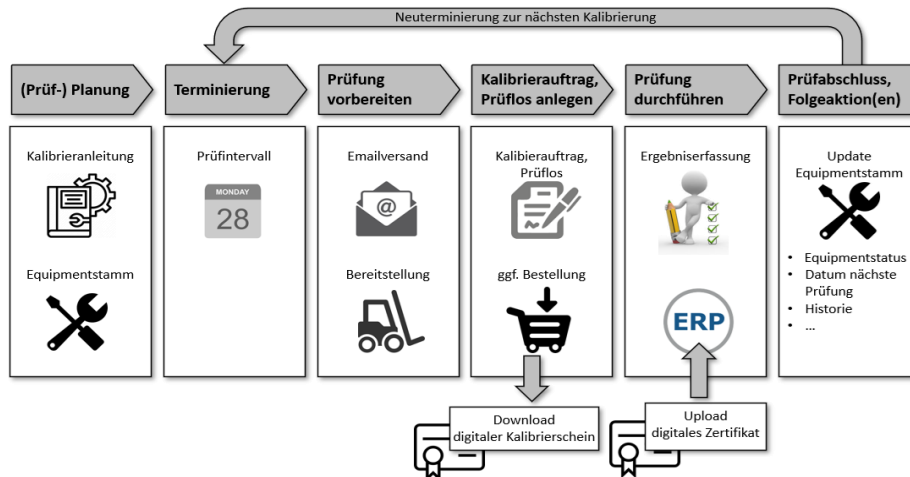 Neuterminierung zur nächsten Kalibrierung
(Prüf-) Planung
Terminierung
Prüfung
vorbereiten
Kalibrierauftrag,
Prüflos anlegen
Prüfung
durchführen
Prüfabschluss,
Folgeaktion(en)
Kalibrieranleitung
Equipmentstamm
Prüfintervall
MONDAY
28
Emailversand
@
Bereitstellung
Kalibierauftrag,
Prüflos
ggf. Bestellung
Download
digitaler Kalibrierschein
Ergebniserfassung
ERP
Upload
digitales Zertifikat
Update
Equipmentstamm
• Equipmentstatus
• Datum nächste
Prüfung
• Historie
• ...